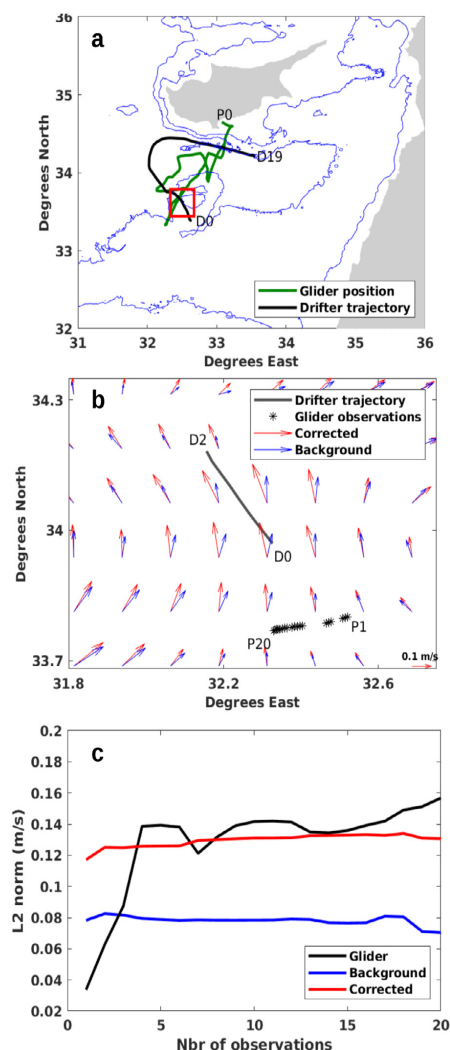 a
36
35
34
33
32
Degrees North
P0
D19
D0
Glider position
Drifter trajectory
31 32 33 34 35 36
Degrees East
b
34.3
34
33.7
Degrees North
Drifter trajectory
Glider observations
Corrected
Background
D2
D0
P20
P1
0.1 m/s
31.8 32.2 32.6
Degrees East
c
0.2
0.18
0.16
0.14
0.12
0.1
0.08
0.06
0.04
0.02
L2 norm (m/s)
Glider
Background
Corrected
0 5 10 15 20
Nbr of observations